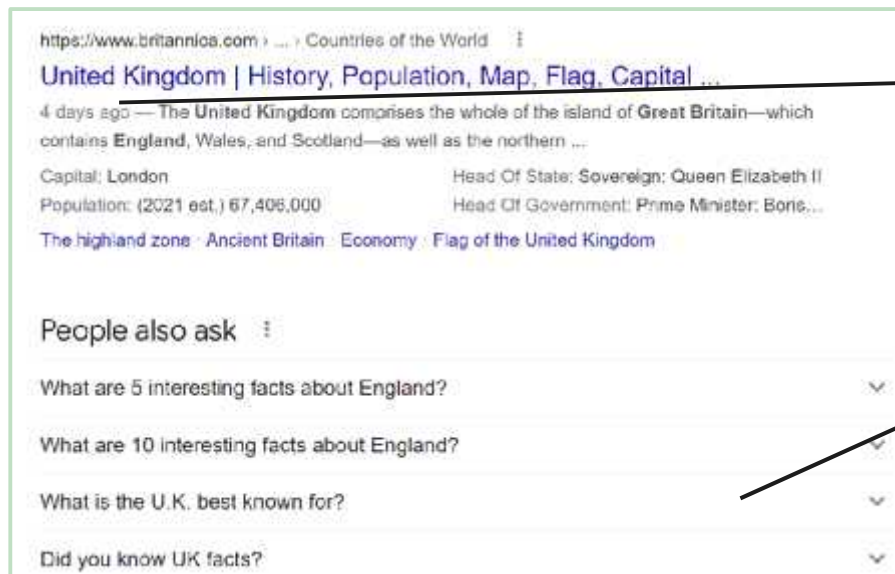 https://www.britannica.com › ... › Countries of the World
United Kingdom | History, Population, Map, Flag, Capital ...
4 days ago — The United Kingdom comprises the whole of the island of Great Britain—which
contains England, Wales, and Scotland—as well as the northern ...
Capital: London Head Of State: Sovereign: Queen Elizabeth II
Population: (2021 est.) 67,406,000 Head Of Government: Prime Minister: Boris...
The highland zone · Ancient Britain · Economy · Flag of the United Kingdom
People also ask
What are 5 interesting facts about England?
What are 10 interesting facts about England?
What is the U.K. best known for?
Did you know UK facts?